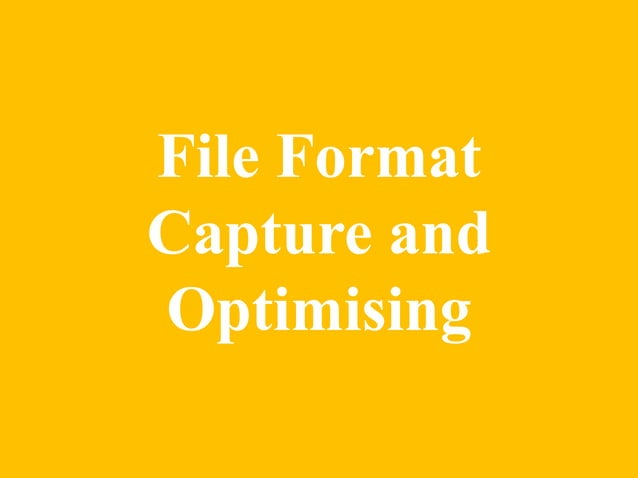 File Format
Capture and
Optimising